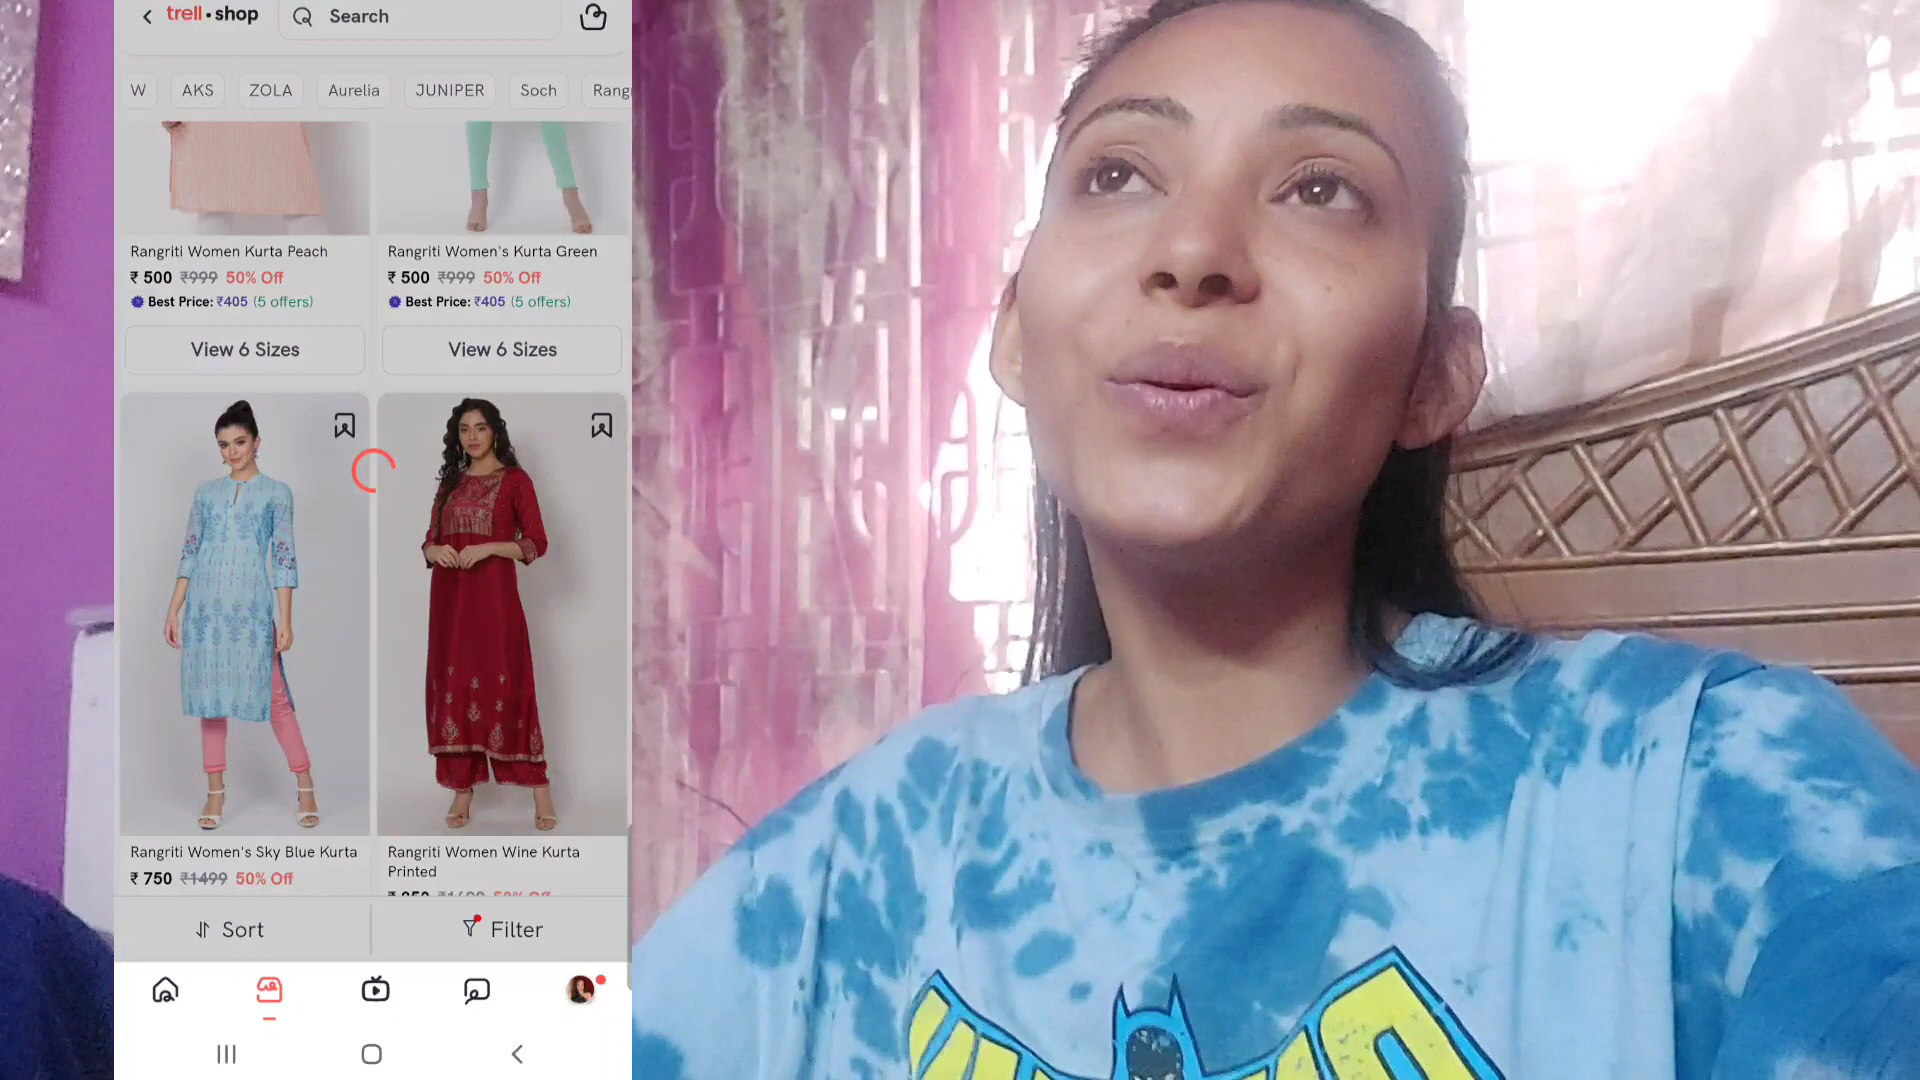 trell • shop
Search
W
AKS
ZOLA
Aurelia
JUNIPER
Soch
Rang
Rangriti Women Kurta Peach
₹ 500 ₹999 50% Off
Best Price: ₹405 (5 offers)
View 6 Sizes
Rangriti Women's Kurta Green
₹ 500 ₹999 50% Off
Best Price: ₹405 (5 offers)
View 6 Sizes
Rangriti Women's Sky Blue Kurta
₹ 750 ₹1499 50% Off
Rangriti Women Wine Kurta
Printed
Sort
Filter